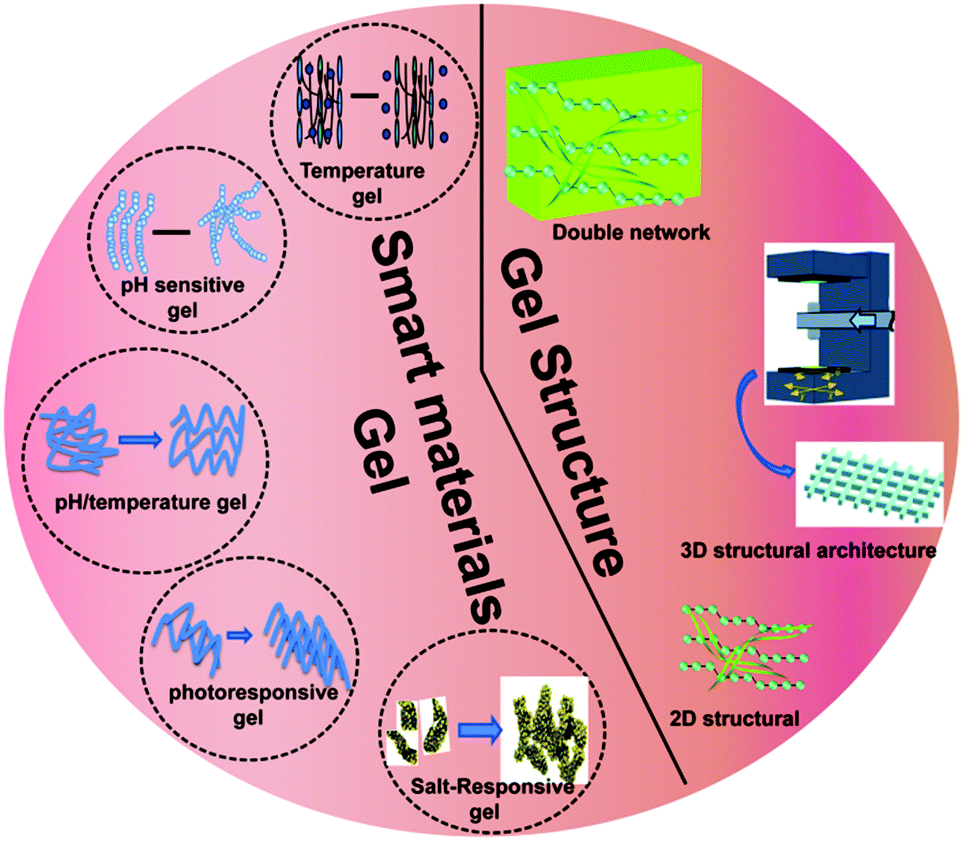 Temperature
gel
pH sensitive
gel
pH/temperature gel
photoresponsive
gel
Salt-Responsive
gel
Smart materials
Gel
Gel Structure
Double network
3D structural architecture
2D structural